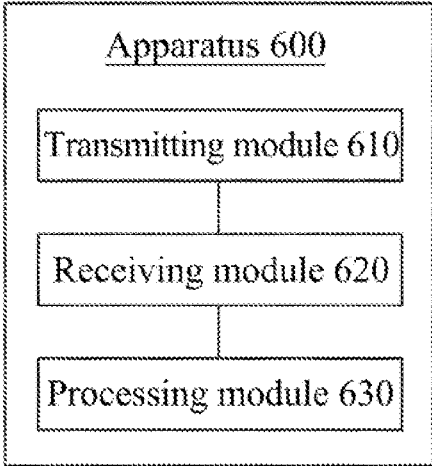 Apparatus 600
Transmitting module 610
Receiving module 620
Processing module 630